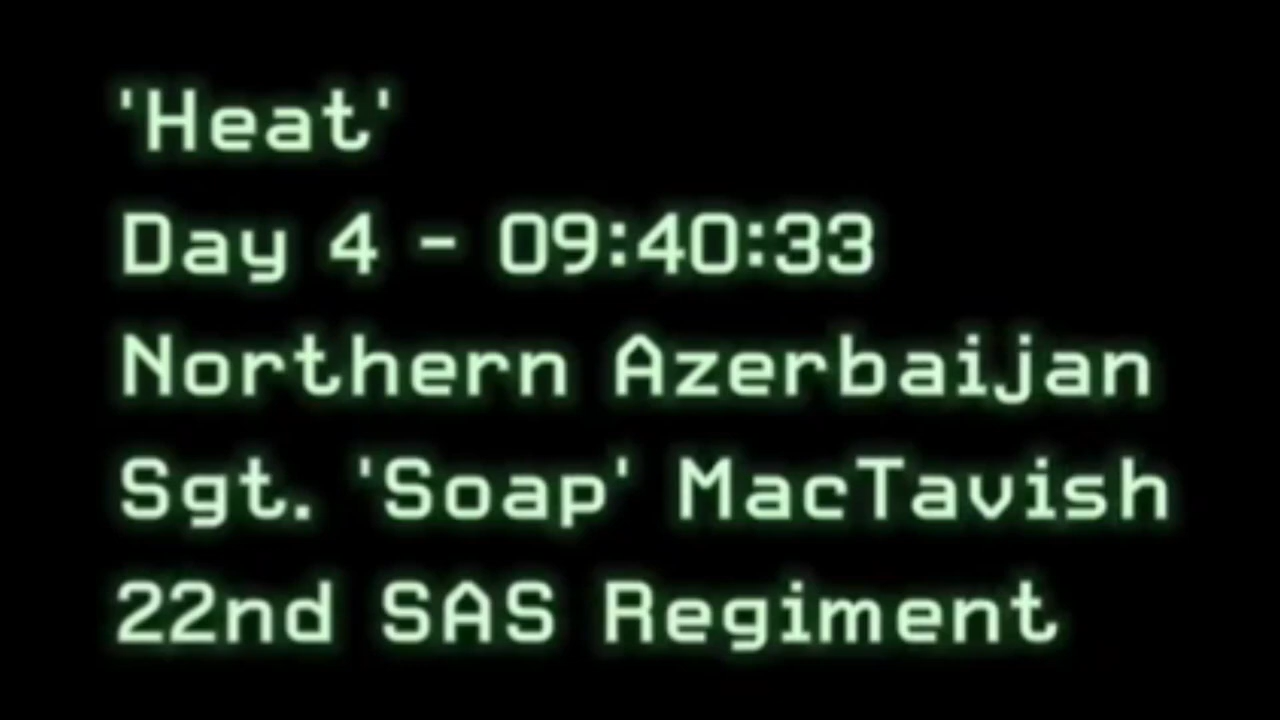 'Heat'
Day 4 - 09:40:33
Northern Azerbaijan
Sgt. 'Soap' MacTavish
22nd SAS Regiment